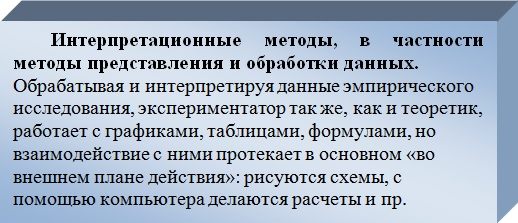 Интерпретационные методы, в частности
методы представления и обработки данных.
Обрабатывая и интерпретируя данные эмпирического
исследования, экспериментатор так же, как и теоретик,
работает с графиками, таблицами, формулами, но
взаимодействие с ними протекает в основном «во
внешнем плане действия»: рисуются схемы, с
помощью компьютера делаются расчеты и пр.